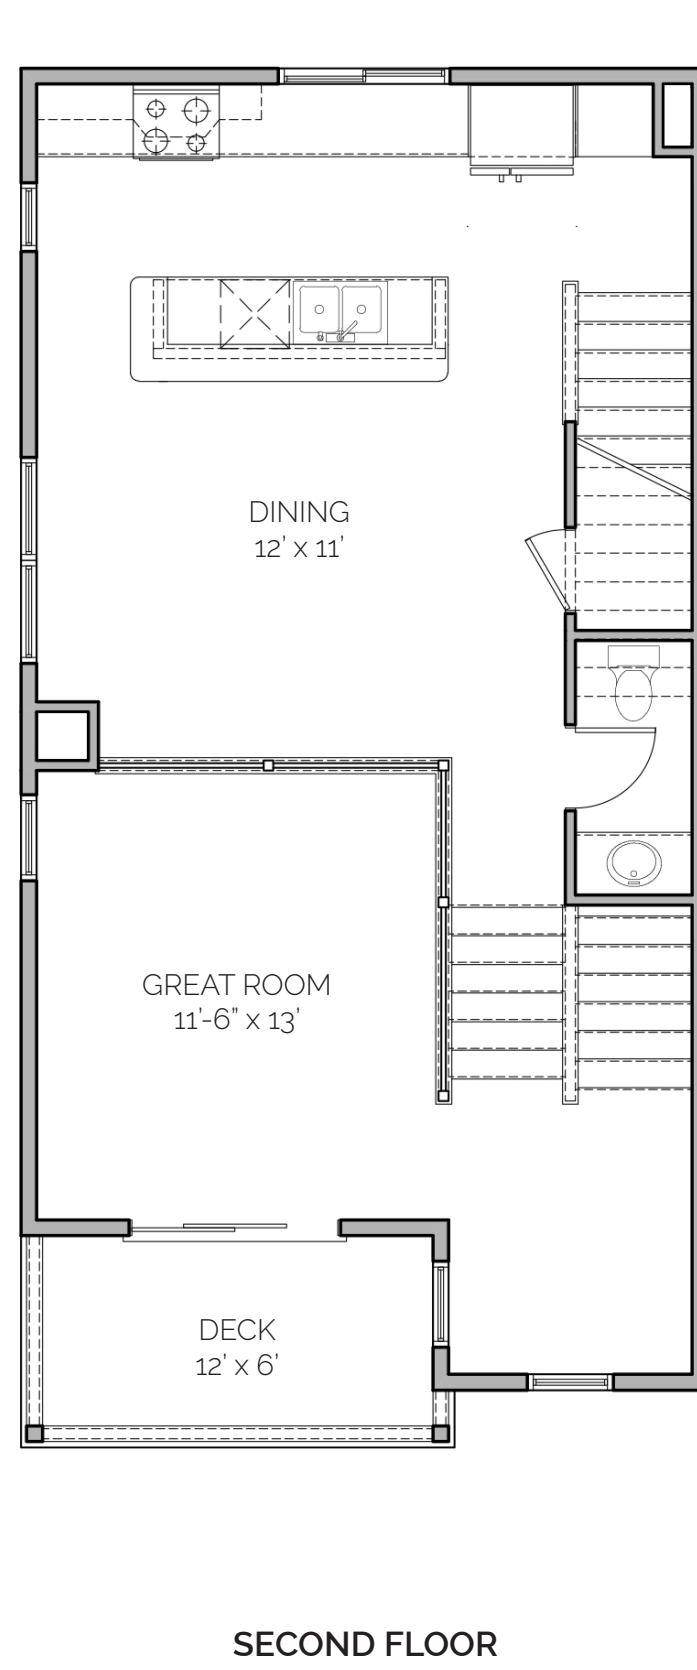 DINING
12’ x 11’
GREAT ROOM
11’-6” x 13’
DECK
12’ x 6’
SECOND FLOOR